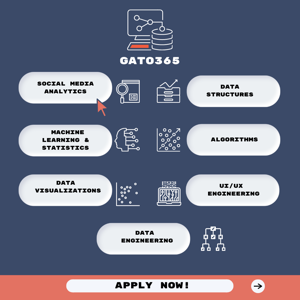 GATO365
SOCIAL MEDIA
ANALYTICS
DATA
STRUCTURES
MACHINE
LEARNING &
STATISTICS
ALGORITHMS
DATA
VISUALIZATIONS
UI/UX
ENGINEERING
DATA
ENGINEERING
APPLY NOW!